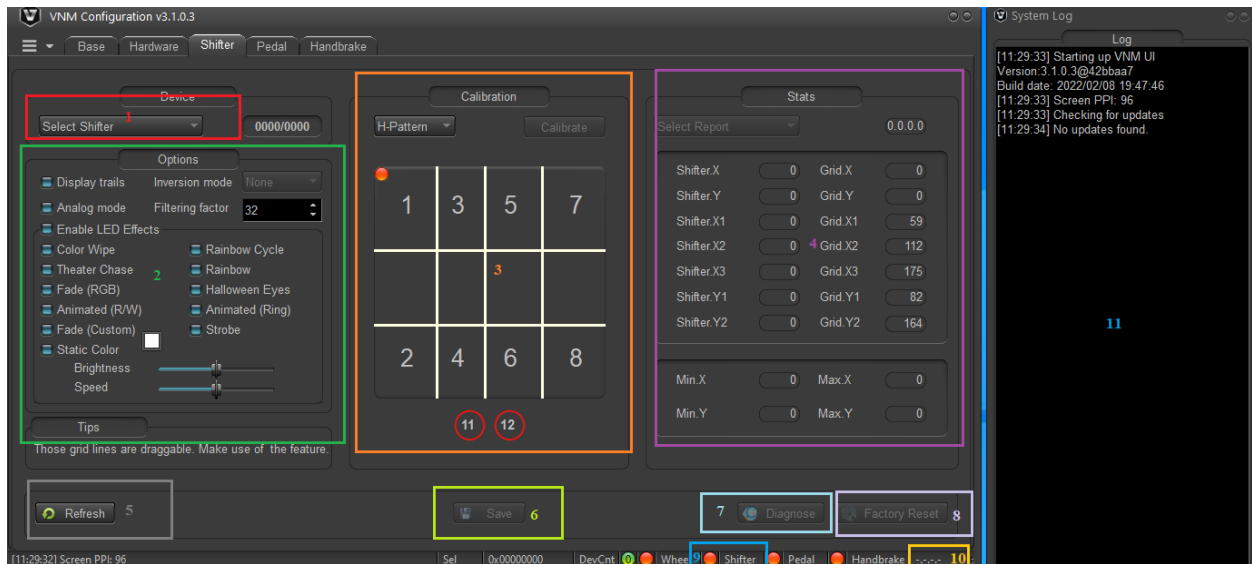 VNM Configuration v3.1.0.3
Base Hardware Shifter Pedal Handbrake
Device
1
Select Shifter 0000/0000
Options
Display trails Inversion mode None
Analog mode Filtering factor 32
Enable LED Effects
Color Wipe Rainbow Cycle
Theater Chase 2 Rainbow
Fade (RGB) Halloween Eyes
Animated (R/W) Animated (Ring)
Fade (Custom) Strobe
Static Color
Brightness
Speed
Tips
Those grid lines are draggable. Make use of the feature.
Calibration
H-Pattern Calibrate
1 3 5 7
3
2 4 6 8
11 12
Stats
Select Report 0.0.0.0
Shifter.X 0 Grid.X 0
Shifter.Y 0 Grid.Y 0
Shifter.X1 0 Grid.X1 59
Shifter.X2 0 4 Grid.X2 112
Shifter.X3 0 Grid.X3 175
Shifter.Y1 0 Grid.Y1 82
Shifter.Y2 0 Grid.Y2 164
Min.X 0 Max.X 0
Min.Y 0 Max.Y 0
Refresh 5 Save 6 7 Diagnose Factory Reset 8
[11:29:32] Screen PPI: 96 Sel 0x00000000 DevCnt 0 Whee 9 Shifter Pedal Handbrake -.-.-.- 10
System Log
Log
[11:29:33] Starting up VNM UI
Version:3.1.0.3@42bbaa7
Build date: 2022/02/08 19:47:46
[11:29:33] Screen PPI: 96
[11:29:33] Checking for updates
[11:29:34] No updates found.
11